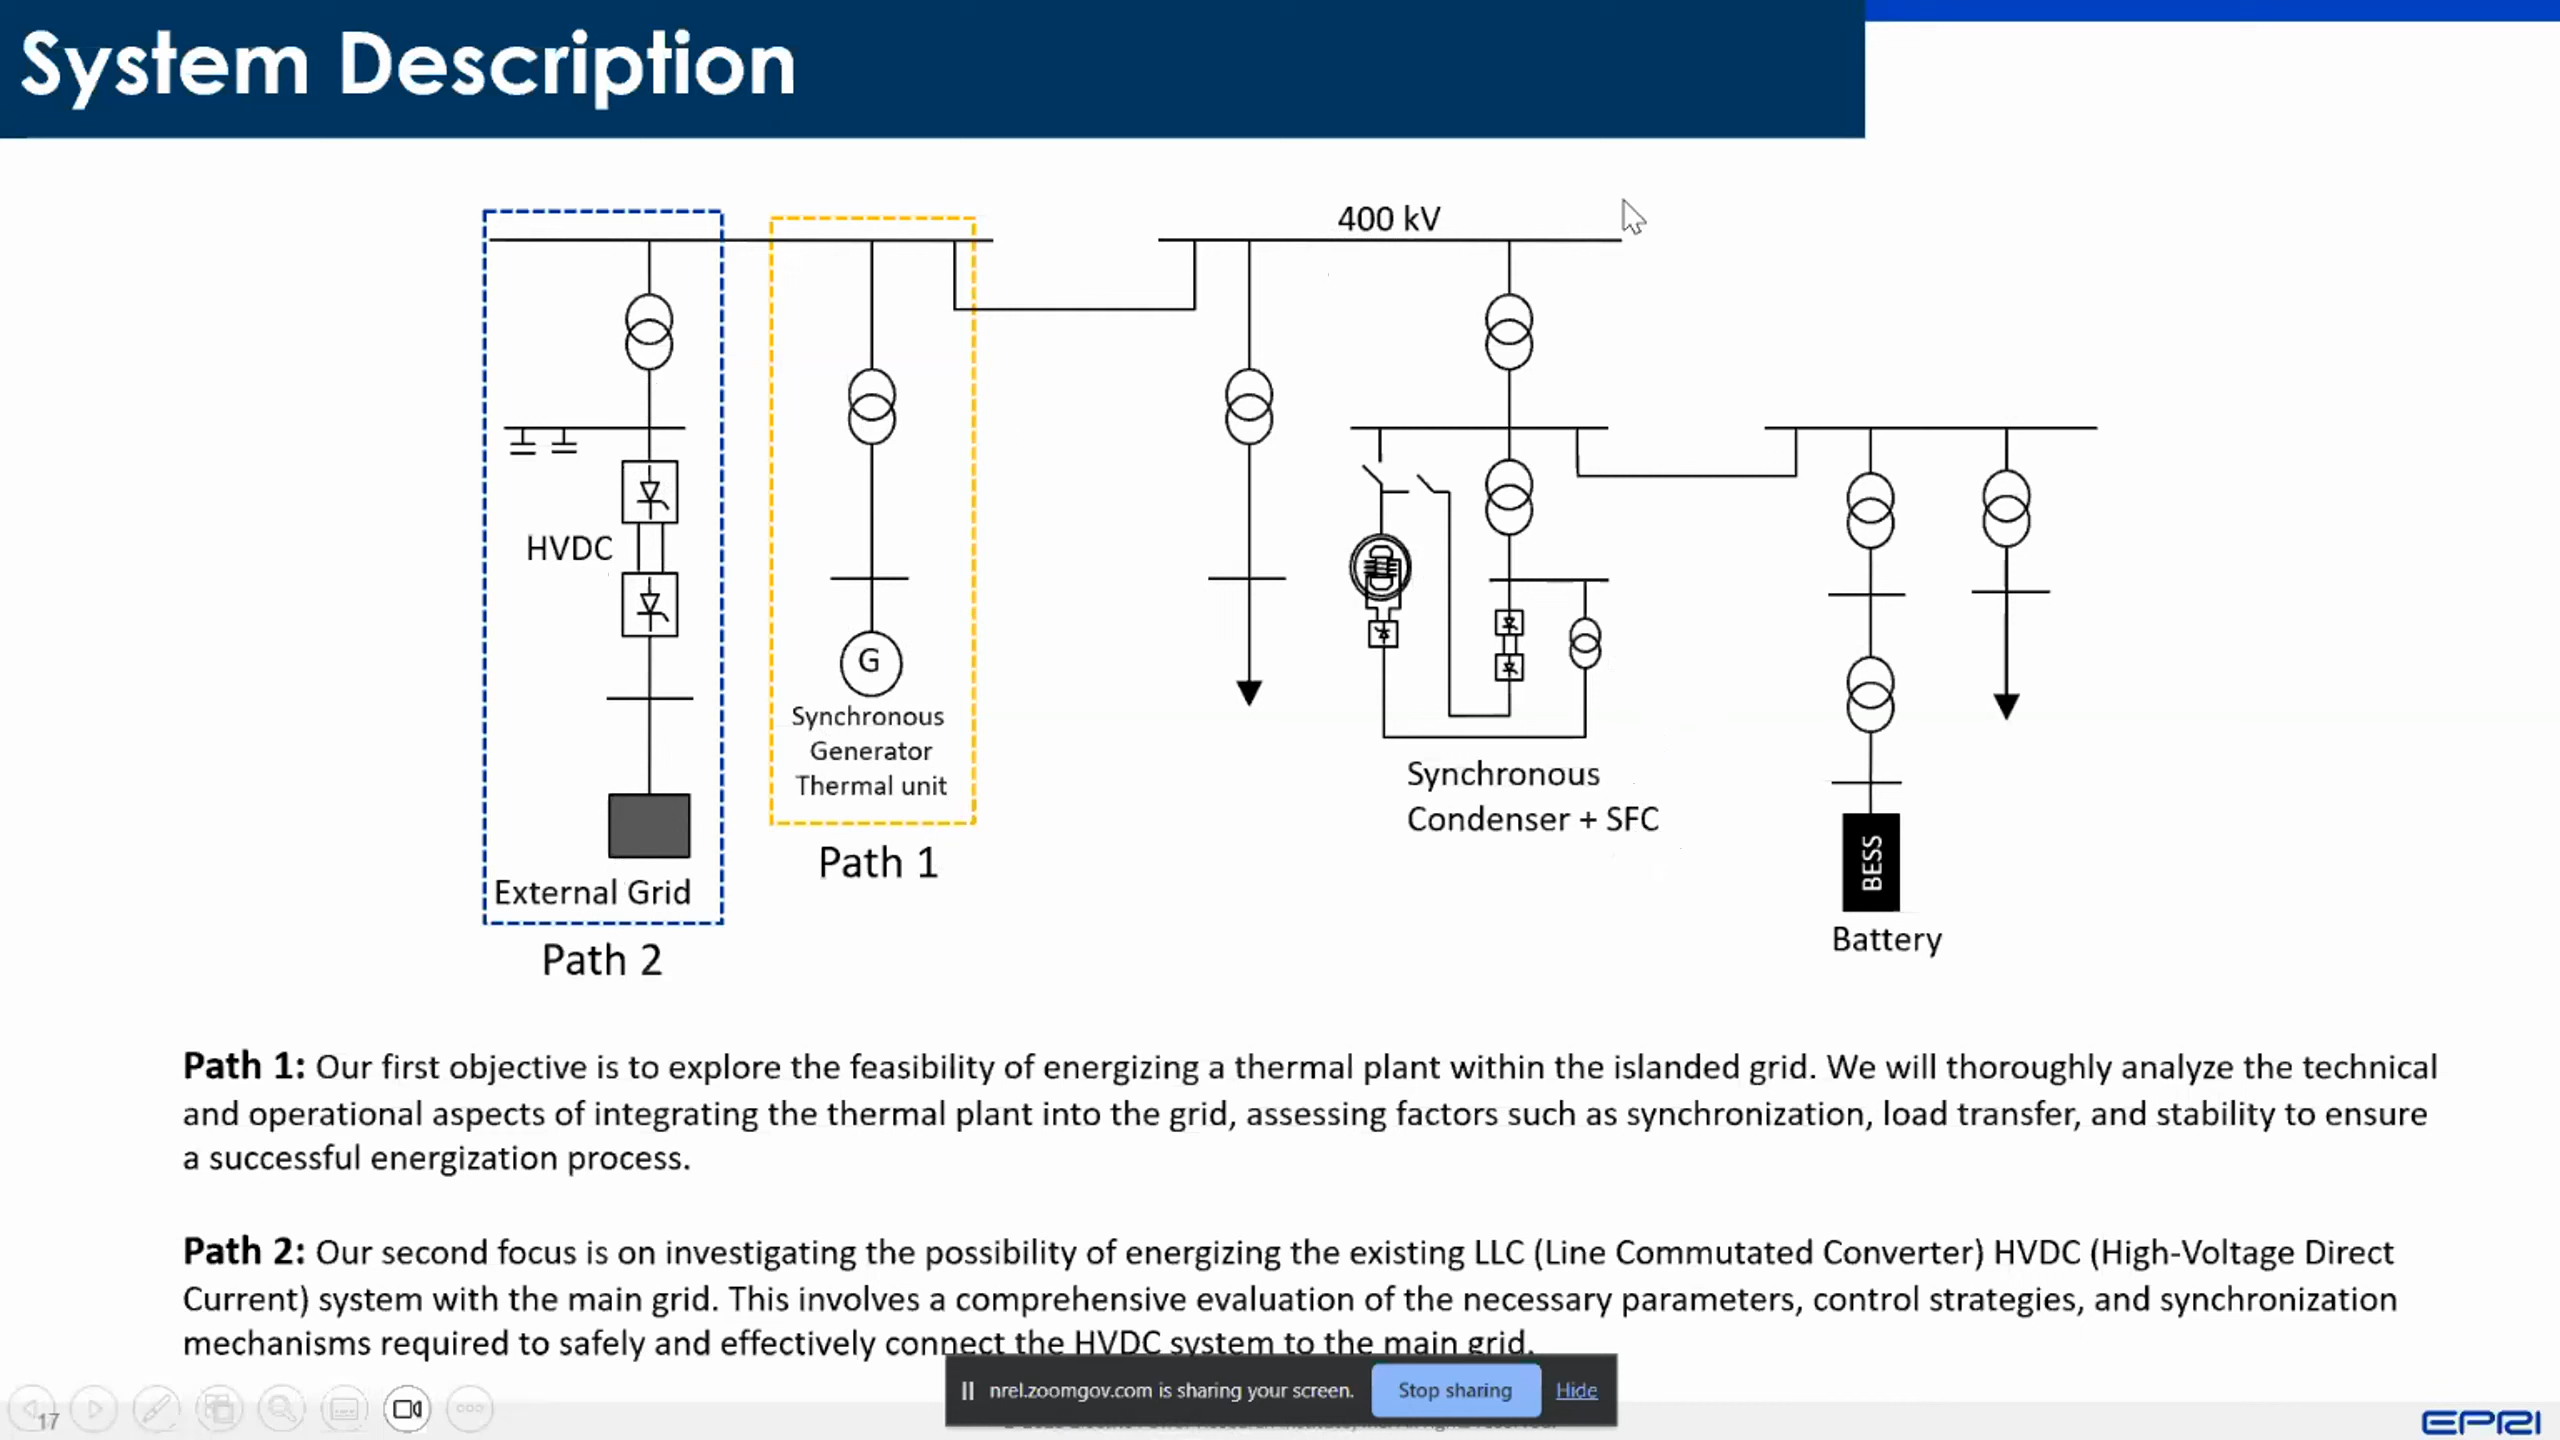 System Description
400 kV
HVDC
G
Synchronous
Generator
Thermal unit
Synchronous
Condenser + SFC
Path 1
BESS
External Grid
Battery
Path 2
Path 1: Our first objective is to explore the feasibility of energizing a thermal plant within the islanded grid. We will thoroughly analyze the technical
and operational aspects of integrating the thermal plant into the grid, assessing factors such as synchronization, load transfer, and stability to ensure
a successful energization process.
Path 2: Our second focus is on investigating the possibility of energizing the existing LLC (Line Commutated Converter) HVDC (High-Voltage Direct
Current) system with the main grid. This involves a comprehensive evaluation of the necessary parameters, control strategies, and synchronization
mechanisms required to safely and effectively connect the HVDC system to the main grid.
nrel.zoomgov.com is sharing your screen. Stop sharing Hide
17
EPRI